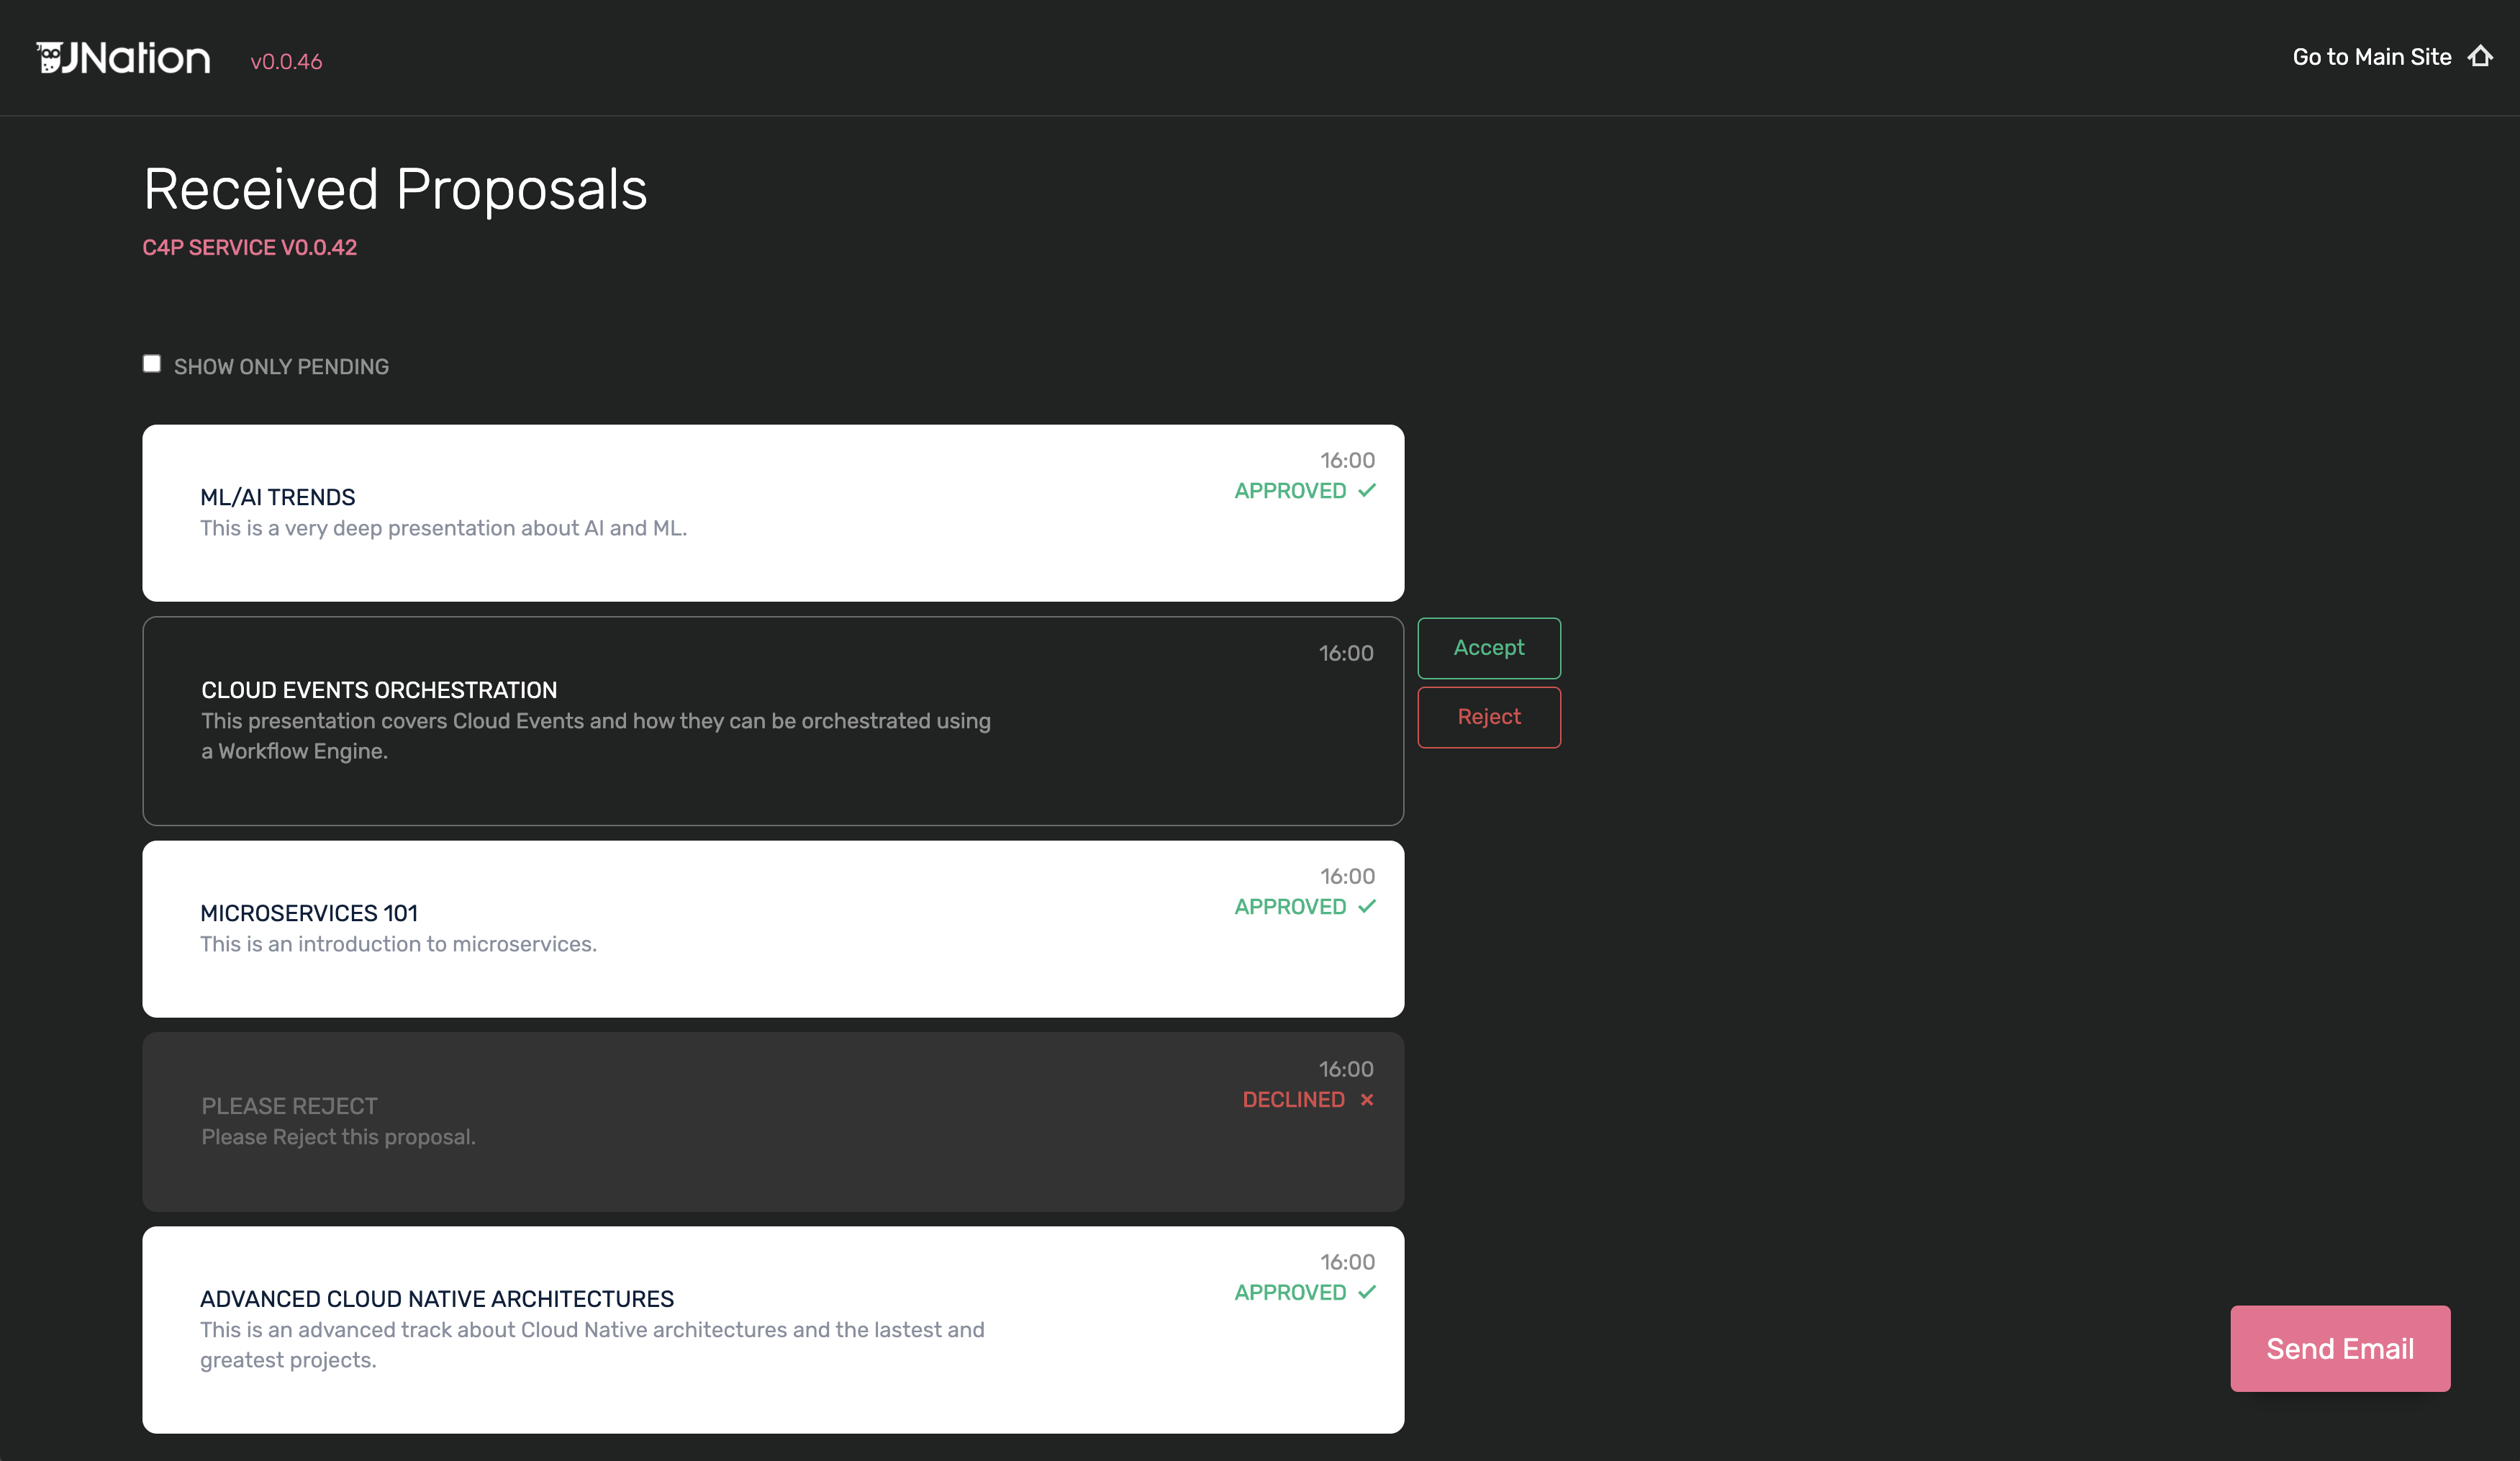 JNation
v0.0.46
Go to Main Site
Received Proposals
C4P SERVICE V0.0.42
SHOW ONLY PENDING
16:00
APPROVED
ML/AI TRENDS
This is a very deep presentation about AI and ML.
16:00
CLOUD EVENTS ORCHESTRATION
This presentation covers Cloud Events and how they can be orchestrated using
a Workflow Engine.
Accept
Reject
16:00
APPROVED
MICROSERVICES 101
This is an introduction to microservices.
16:00
DECLINED
PLEASE REJECT
Please Reject this proposal.
16:00
APPROVED
ADVANCED CLOUD NATIVE ARCHITECTURES
This is an advanced track about Cloud Native architectures and the lastest and
greatest projects.
Send Email